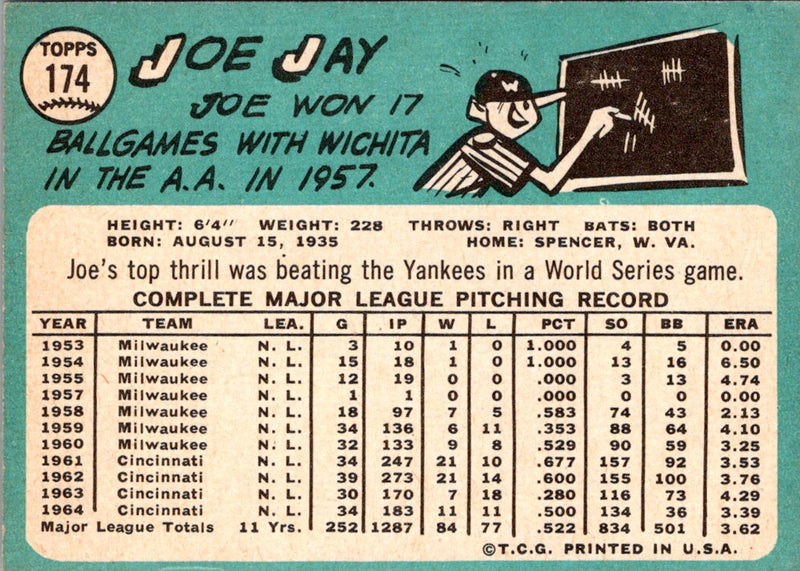 TOPPS
174
JOE JAY
JOE WON 17
BALLGAMES WITH WICHITA
IN THE A.A. IN 1957.
W
HEIGHT: 6'4" WEIGHT: 228 THROWS: RIGHT BATS: BOTH
BORN: AUGUST 15, 1935 HOME: SPENCER, W. VA.
Joe's top thrill was beating the Yankees in a World Series game.
COMPLETE MAJOR LEAGUE PITCHING RECORD
YEAR TEAM LEA. G IP W L PCT SO BB ERA
1953 Milwaukee N. L. 3 10 1 0 1.000 4 5 0.00
1954 Milwaukee N. L. 15 18 1 0 1.000 13 16 6.50
1955 Milwaukee N. L. 12 19 0 0 .000 3 13 4.74
1957 Milwaukee N. L. 1 1 0 0 .000 0 0 0.00
1958 Milwaukee N. L. 18 97 7 5 .583 74 43 2.13
1959 Milwaukee N. L. 34 136 6 11 .353 88 64 4.10
1960 Milwaukee N. L. 32 133 9 8 .529 90 59 3.25
1961 Cincinnati N. L. 34 247 21 10 .677 157 92 3.53
1962 Cincinnati N. L. 39 273 21 14 .600 155 100 3.76
1963 Cincinnati N. L. 30 170 7 18 .280 116 73 4.29
1964 Cincinnati N. L. 34 183 11 11 .500 134 36 3.39
Major League Totals 11 Yrs. 252 1287 84 77 .522 834 501 3.62
©T.C.G. PRINTED IN U.S.A.